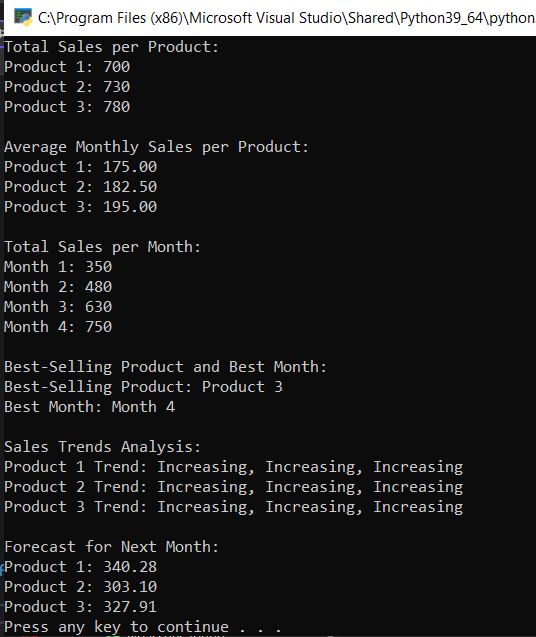 C:\Program Files (x86)\Microsoft Visual Studio\Shared\Python39_64\python
Total Sales per Product:
Product 1: 700
Product 2: 730
Product 3: 780
Average Monthly Sales per Product:
Product 1: 175.00
Product 2: 182.50
Product 3: 195.00
Total Sales per Month:
Month 1: 350
Month 2: 480
Month 3: 630
Month 4: 750
Best-Selling Product and Best Month:
Best-Selling Product: Product 3
Best Month: Month 4
Sales Trends Analysis:
Product 1 Trend: Increasing, Increasing, Increasing
Product 2 Trend: Increasing, Increasing, Increasing
Product 3 Trend: Increasing, Increasing, Increasing
Forecast for Next Month:
Product 1: 340.28
Product 2: 303.10
Product 3: 327.91
Press any key to continue . . .